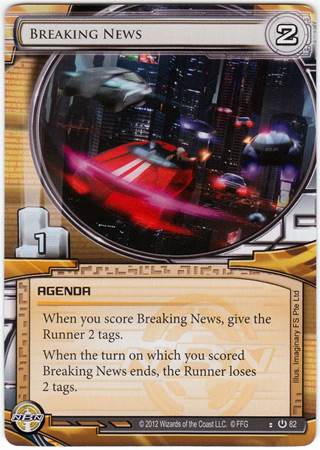 Breaking News
2
1
AGENDA
When you score Breaking News, give the
Runner 2 tags.
When the turn on which you scored
Breaking News ends, the Runner loses
2 tags.
Illus. Imaginary FS Pte Ltd
NBN
© 2012 Wizards of the Coast LLC. © FFG
82